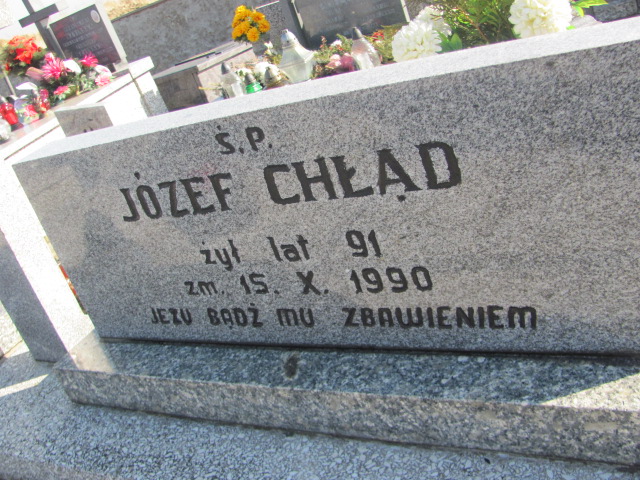 Ś.P.
JÓZEF CHŁĄD
żył lat 91
zm. 15. X. 1990
JEZU BĄDŹ MU ZBAWIENIEM